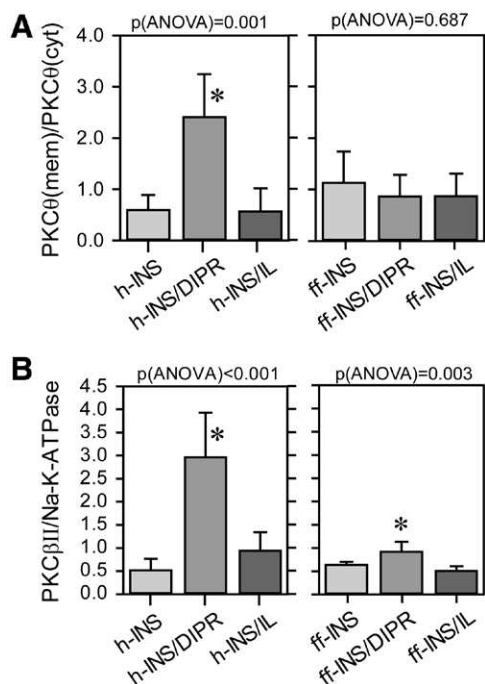 A
p(ANOVA)=0.001
p(ANOVA)=0.687
PKCθ(mem)/PKCθ(cyt)
4.0
3.0
2.0
1.0
0.0
*
h-INS
h-INS/DIPR
h-INS/IL
ff-INS
ff-INS/DIPR
ff-INS/IL
B
p(ANOVA)<0.001
p(ANOVA)=0.003
PKCβII/Na-K-ATPase
4.5
4.0
3.5
3.0
2.5
2.0
1.5
1.0
0.5
0.0
*
*
h-INS
h-INS/DIPR
h-INS/IL
ff-INS
ff-INS/DIPR
ff-INS/IL